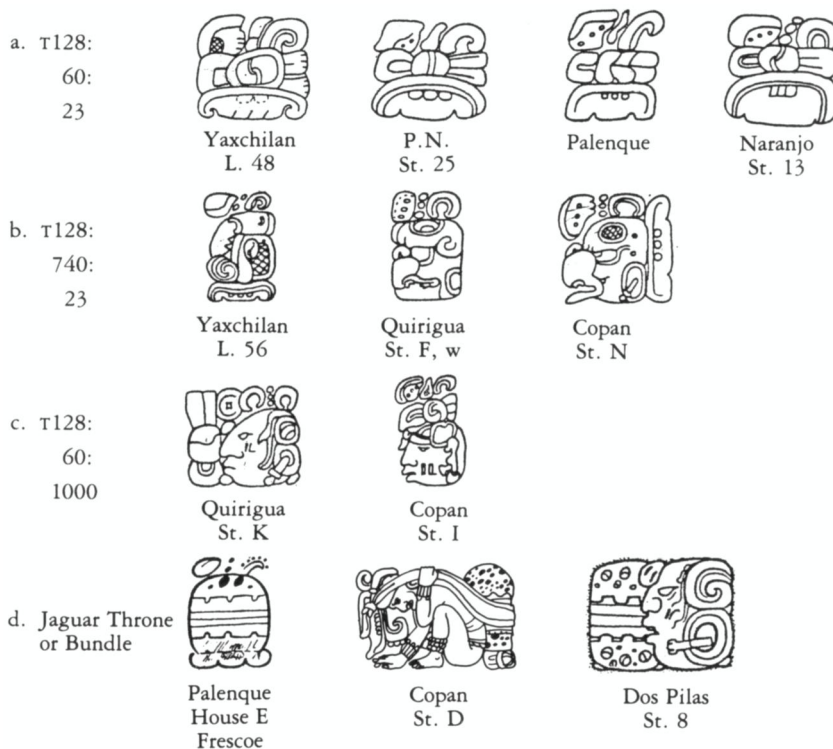 a. T128:
60:
23
Yaxchilan
L. 48
P.N.
St. 25
Palenque
Naranjo
St. 13
b. T128:
740:
23
Yaxchilan
L. 56
Quirigua
St. F, w
Copan
St. N
c. T128:
60:
1000
Quirigua
St. K
Copan
St. I
d. Jaguar Throne
or Bundle
Palenque
House E
Frescoe
Copan
St. D
Dos Pilas
St. 8